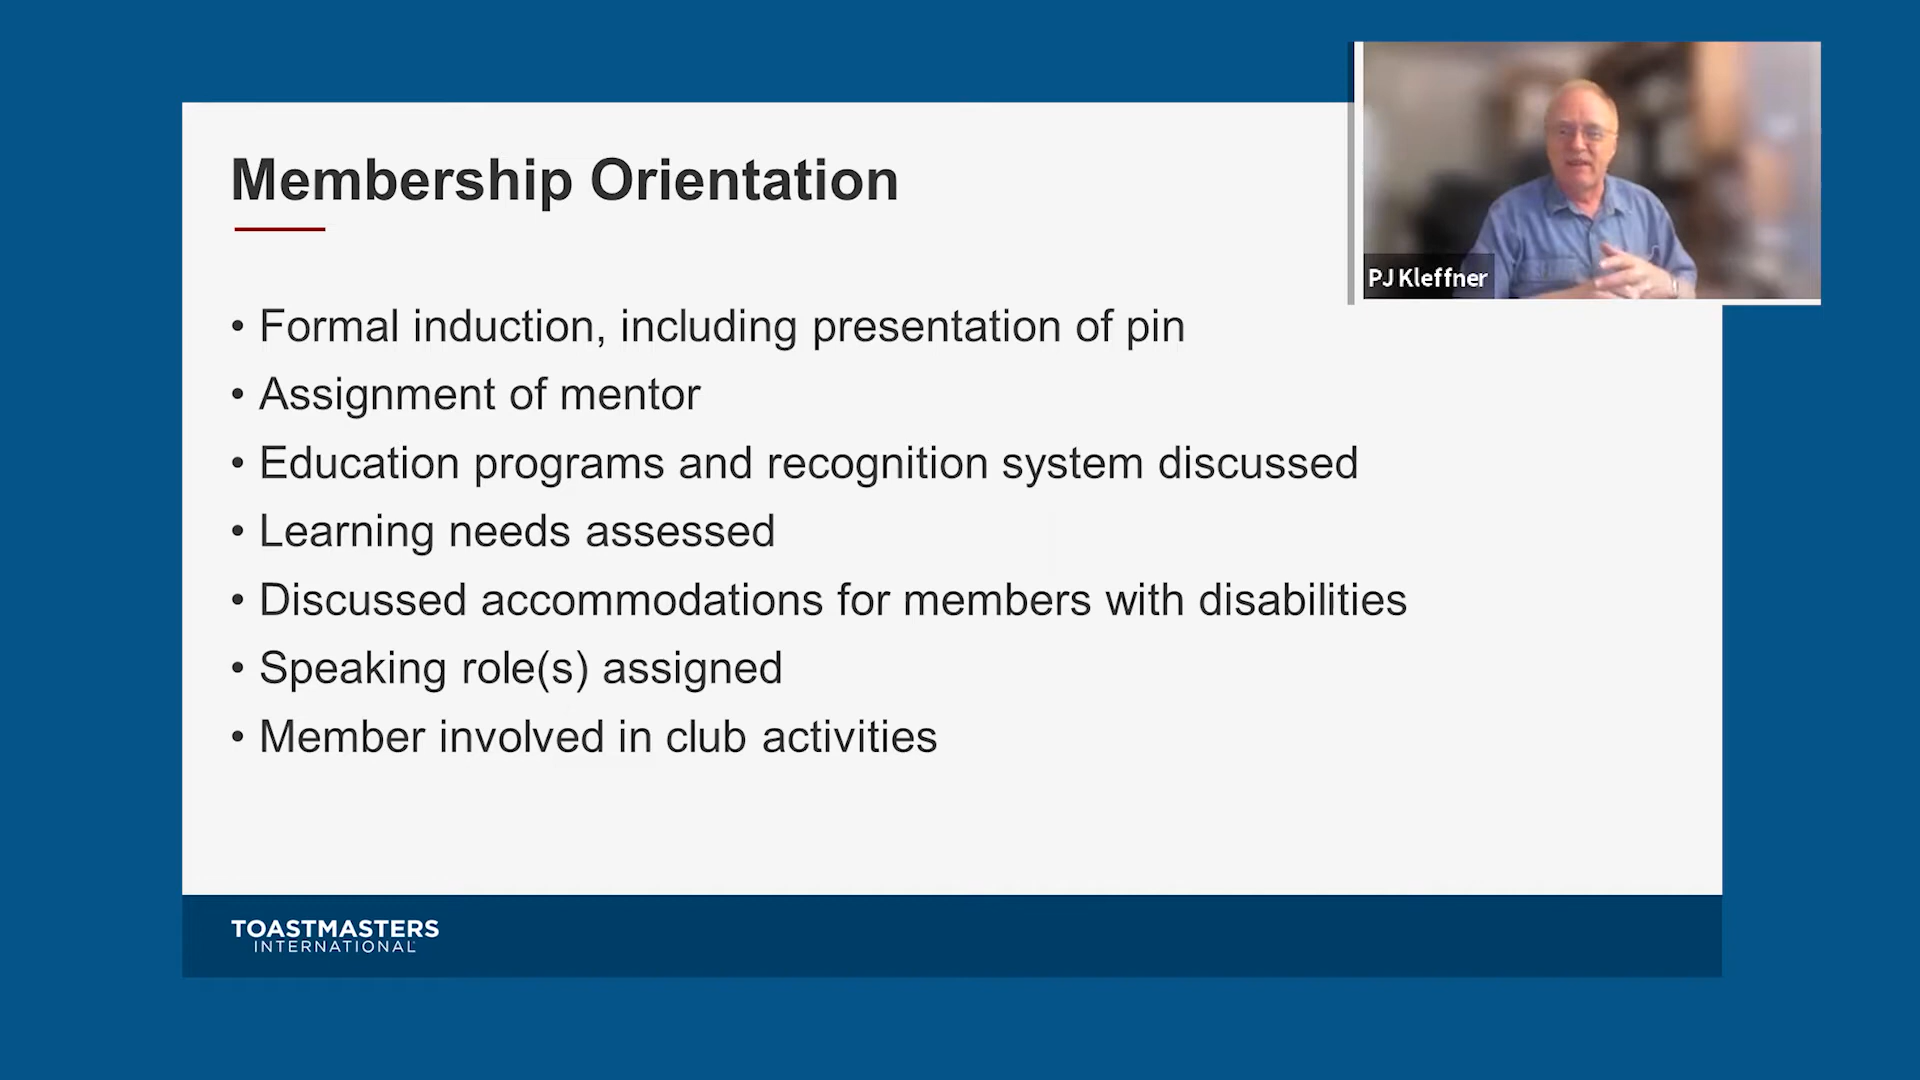 Membership Orientation
PJ Kleffner
• Formal induction, including presentation of pin
• Assignment of mentor
• Education programs and recognition system discussed
• Learning needs assessed
• Discussed accommodations for members with disabilities
• Speaking role(s) assigned
• Member involved in club activities
TOASTMASTERS
INTERNATIONAL